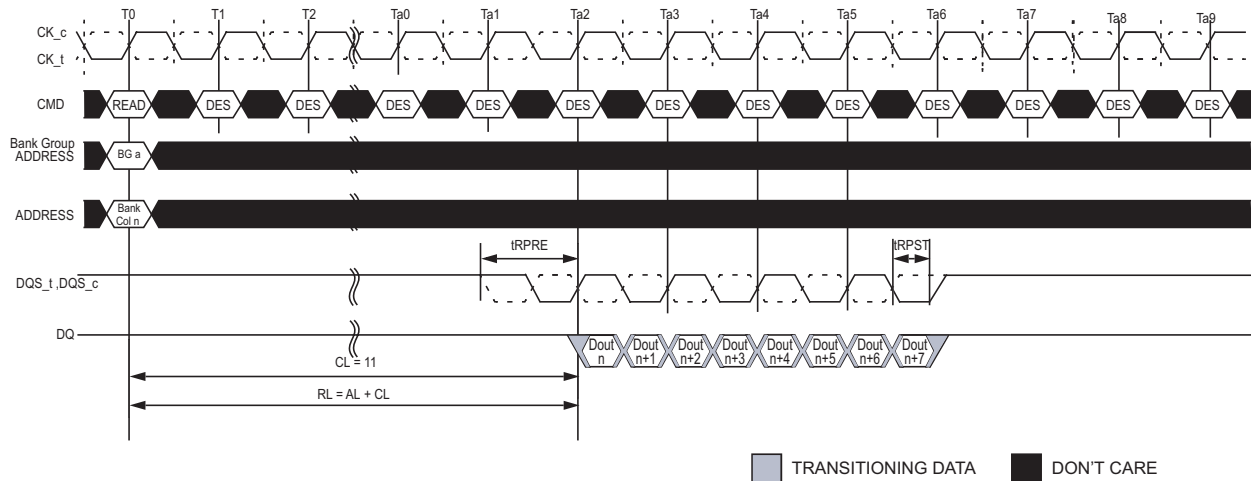 T0 T1 T2 Ta0 Ta1 Ta2 Ta3 Ta4 Ta5 Ta6 Ta7 Ta8 Ta9
CK_c
CK_t
CMD READ DES DES DES DES DES DES DES DES DES DES DES DES
Bank Group
ADDRESS BG a
ADDRESS Bank
Col n
tRPRE tRPST
DQS_t ,DQS_c
DQ
Dout Dout Dout Dout Dout Dout Dout Dout
n n+1 n+2 n+3 n+4 n+5 n+6 n+7
CL = 11
RL = AL + CL
TRANSITIONING DATA DON'T CARE